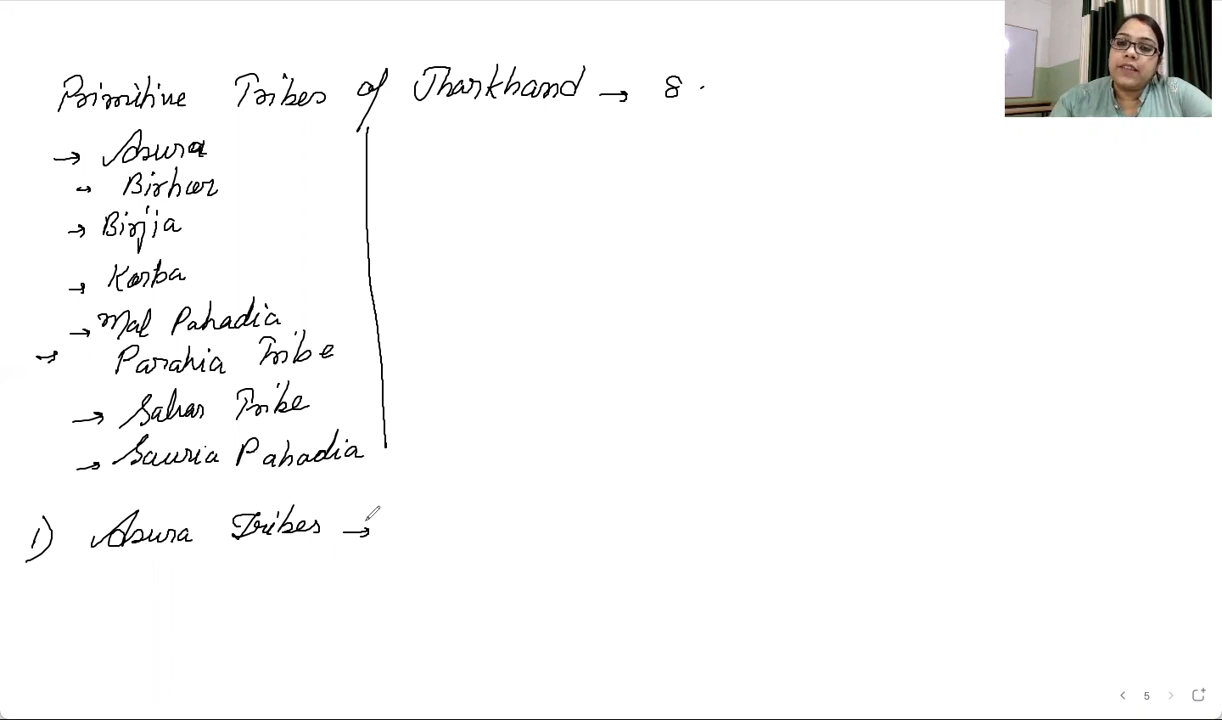 Primitive Tribes of Jharkhand → 8.
→ Asura
→ Birhor
→ Birjia
→ Korba
→ Mal Pahadia
→ Parahia Tribe
→ Sabar Tribe
→ Sauria Pahadia
1) Asura Tribes →
5